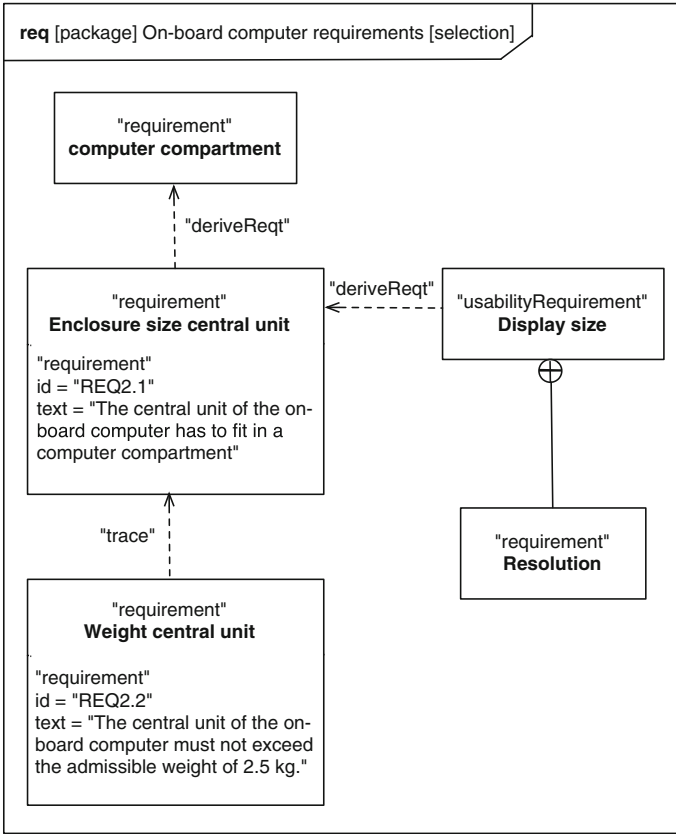 req [package] On-board computer requirements [selection]
"requirement"
computer compartment
"deriveReqt"
"requirement"
Enclosure size central unit
"requirement"
id = "REQ2.1"
text = "The central unit of the on-
board computer has to fit in a
computer compartment"
"deriveReqt"
"usabilityRequirement"
Display size
"trace"
"requirement"
Resolution
"requirement"
Weight central unit
"requirement"
id = "REQ2.2"
text = "The central unit of the on-
board computer must not exceed
the admissible weight of 2.5 kg."